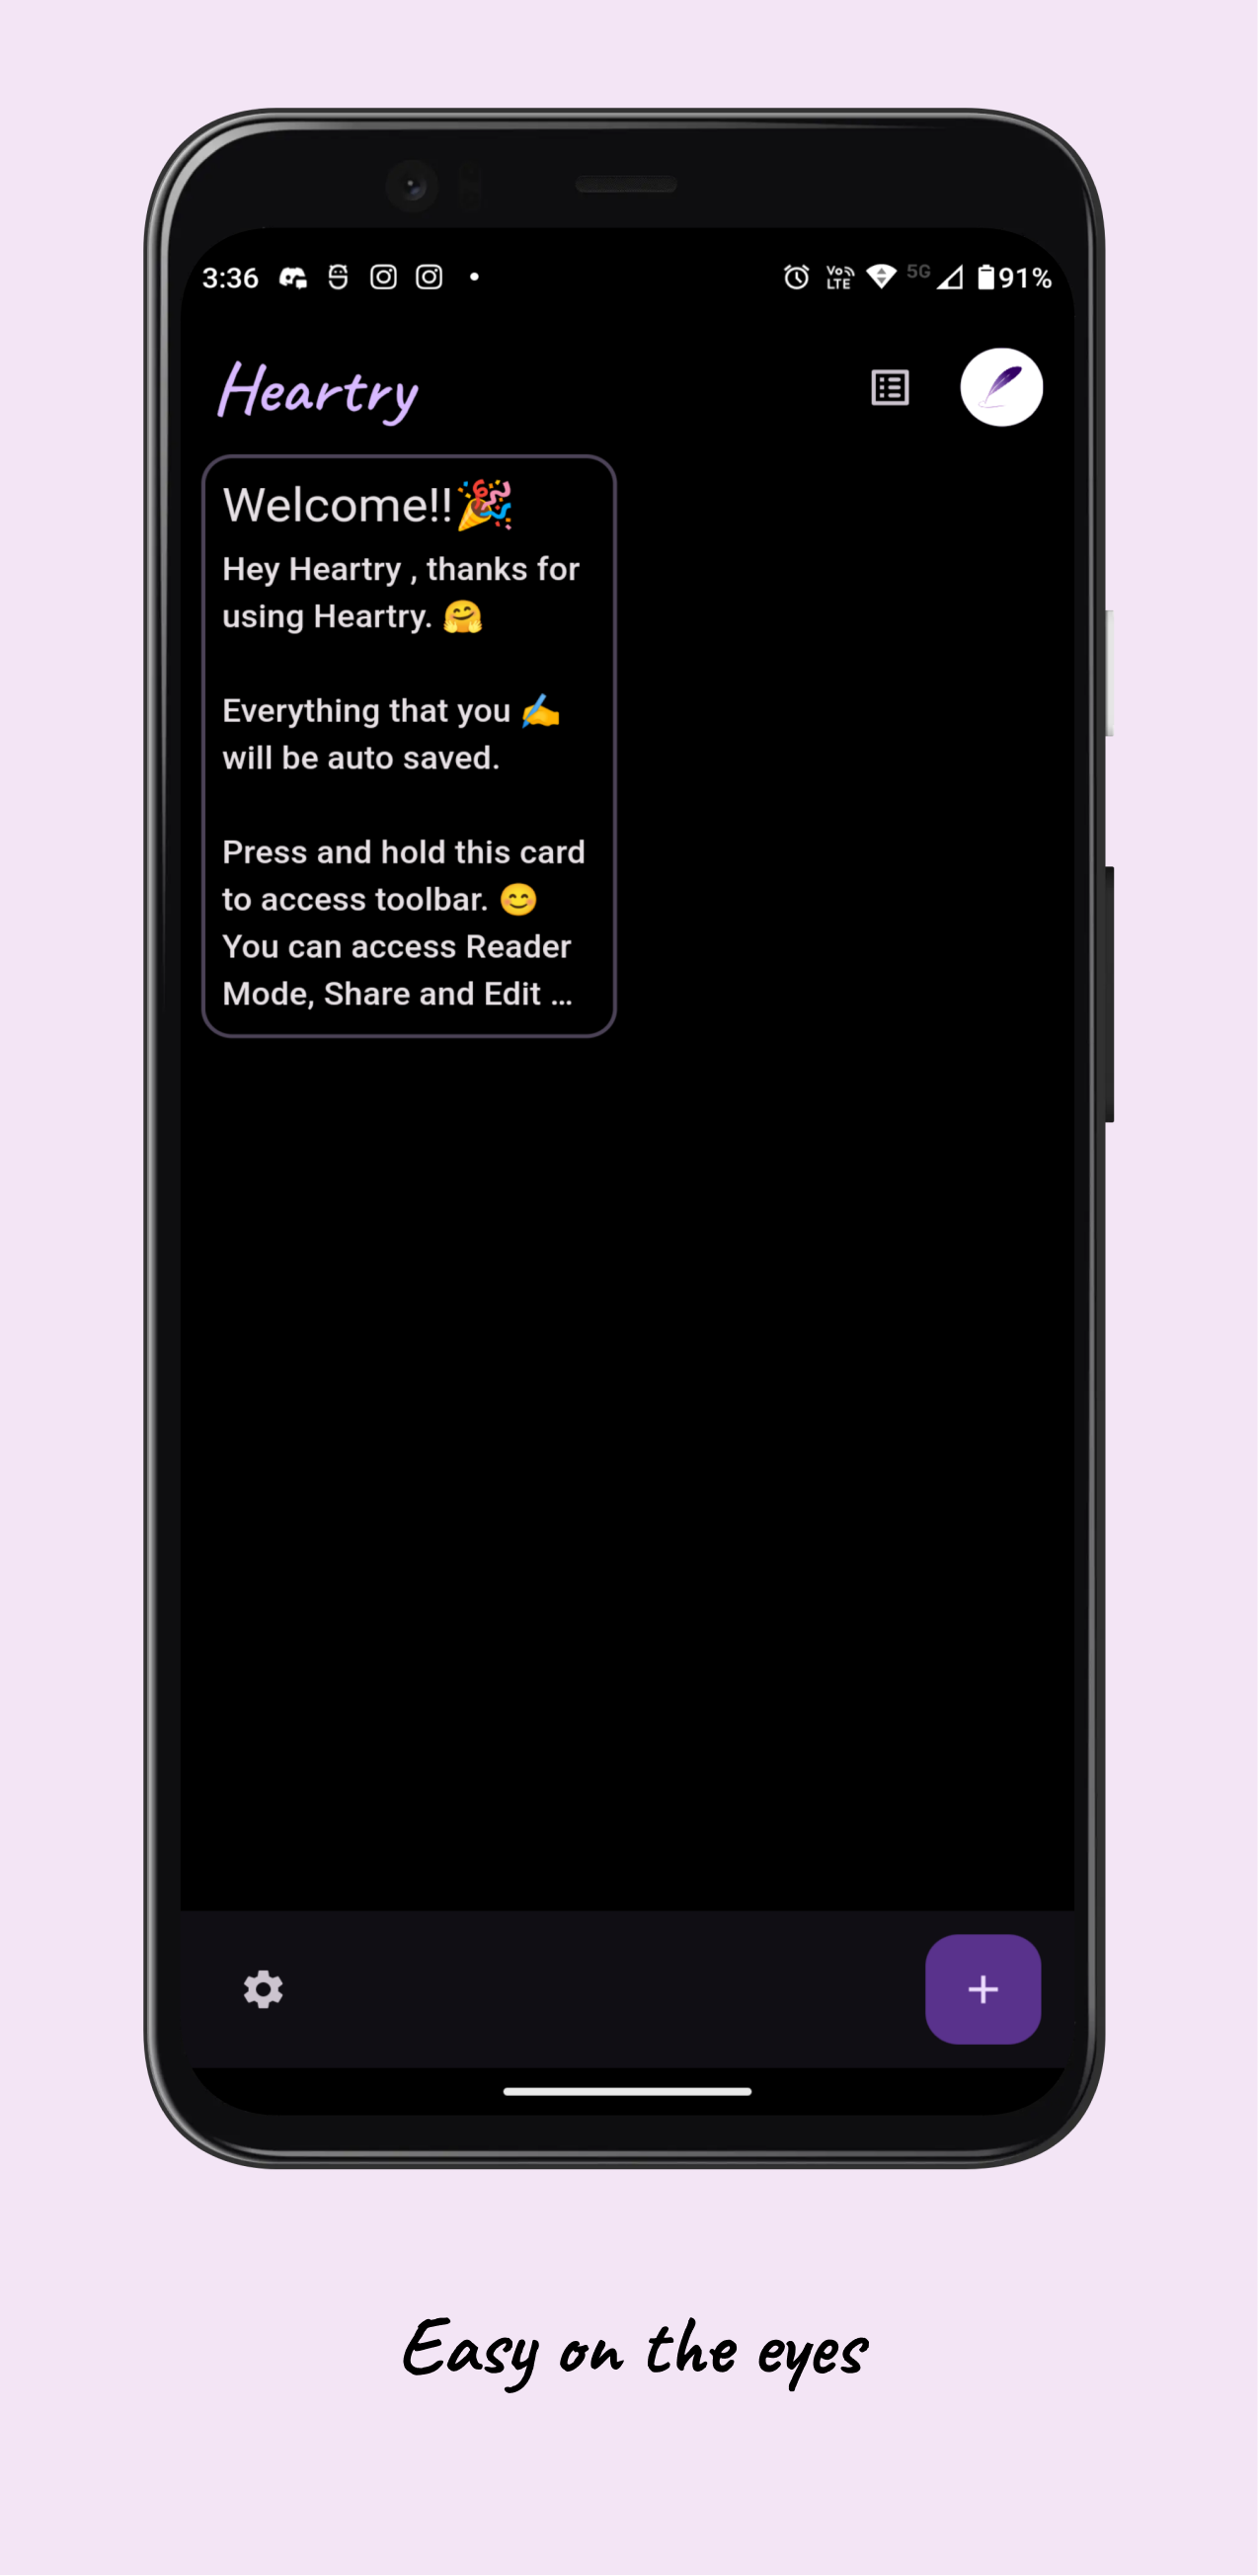 3:36
Vo
LTE
5G
91%
Heartry
Welcome!!🎉
Hey Heartry , thanks for
using Heartry. 🤗
Everything that you ✍️
will be auto saved.
Press and hold this card
to access toolbar. 😊
You can access Reader
Mode, Share and Edit ...
Easy on the eyes